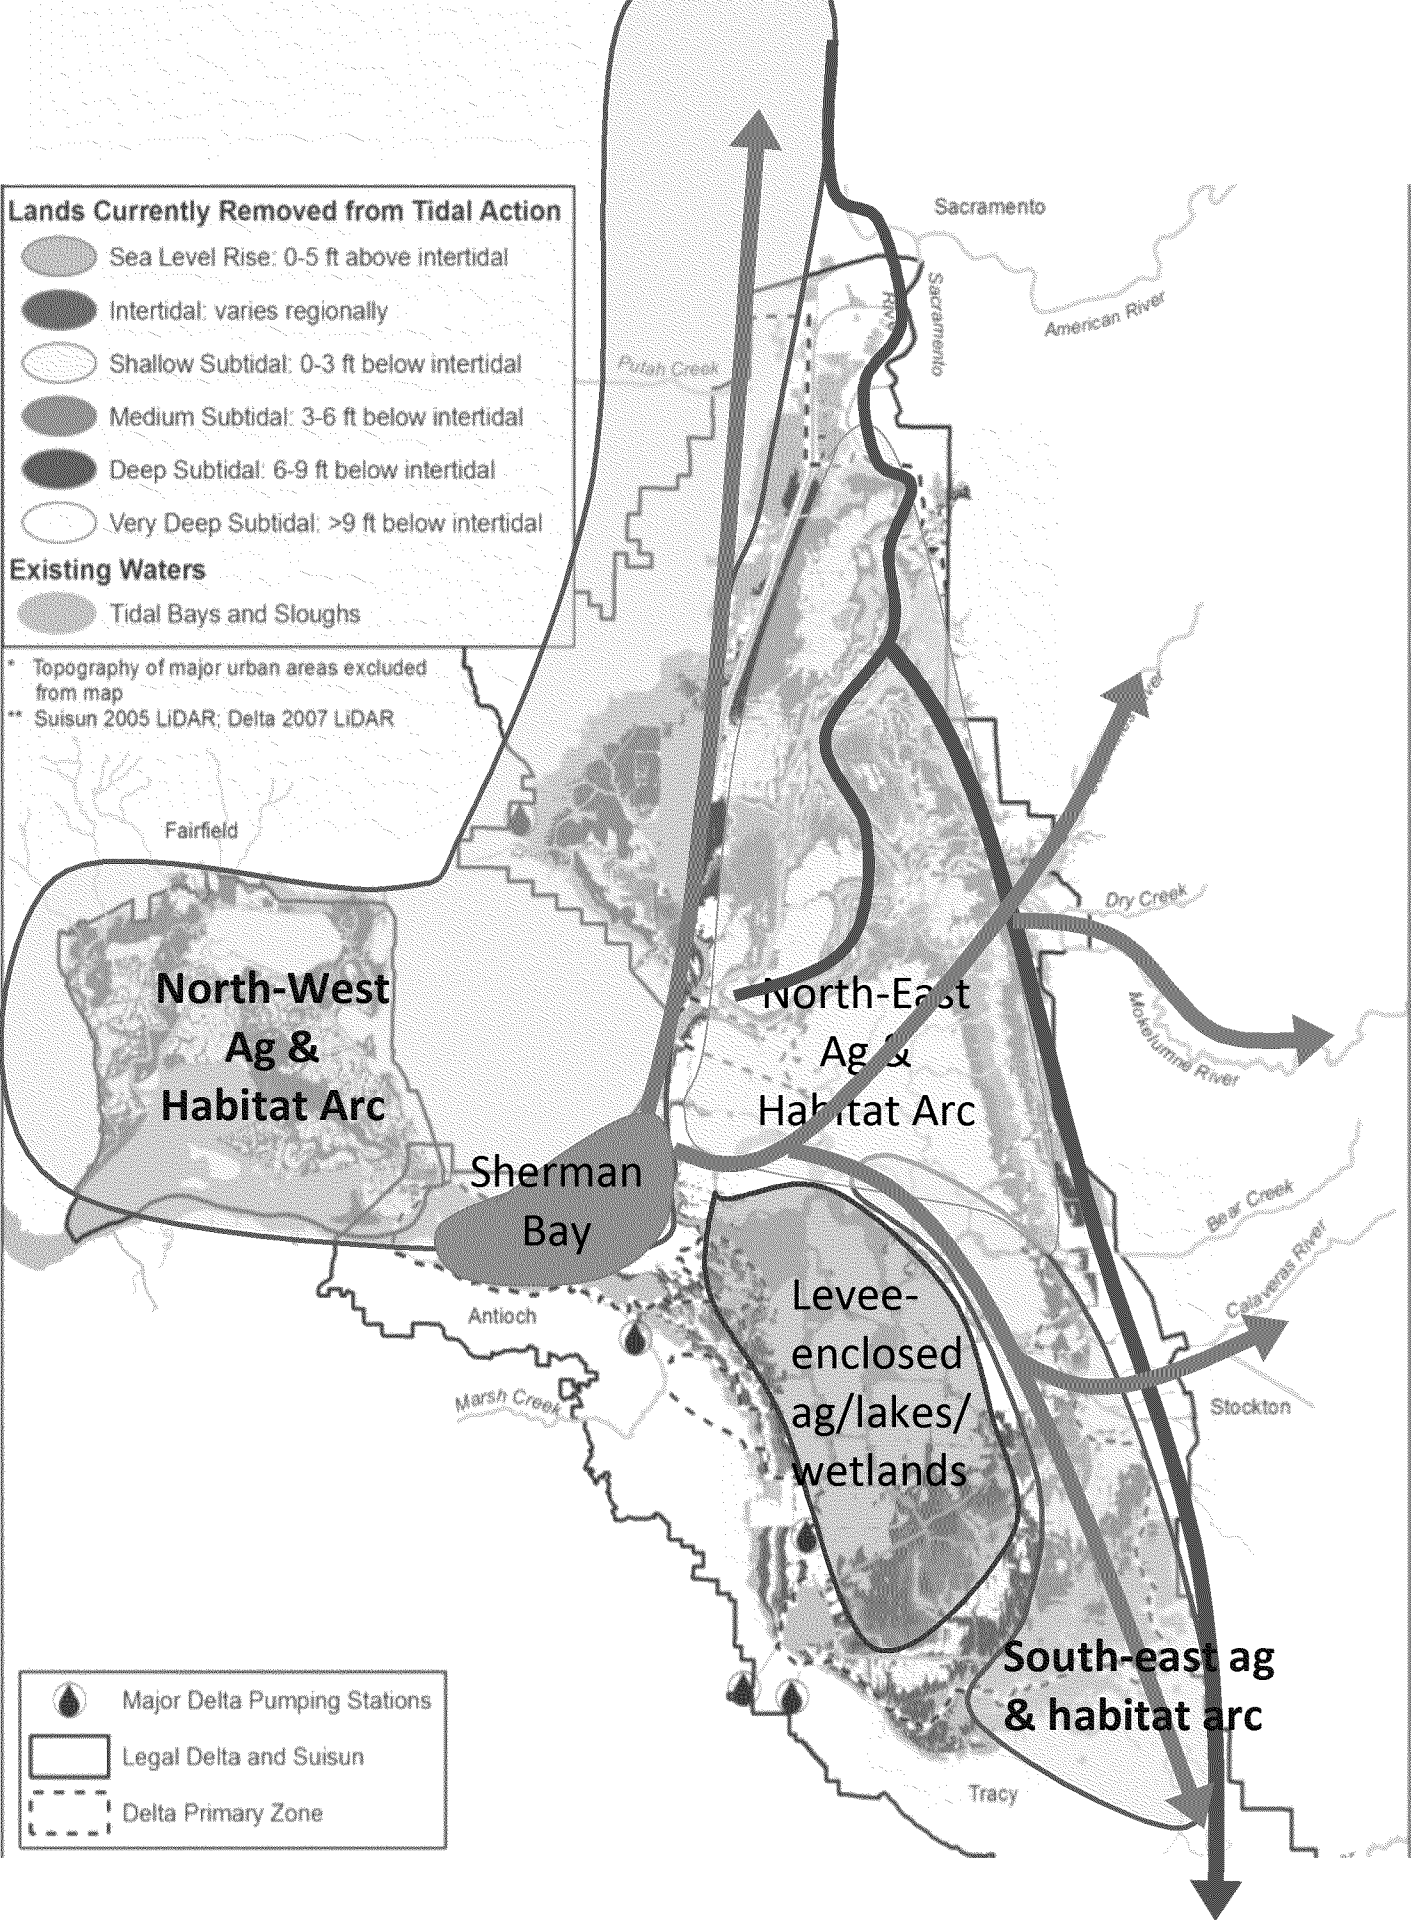 Lands Currently Removed from Tidal Action
Sea Level Rise: 0-5 ft above intertidal
Intertidal: varies regionally
Shallow Subtidal: 0-3 ft below intertidal
Medium Subtidal: 3-6 ft below intertidal
Deep Subtidal: 6-9 ft below intertidal
Very Deep Subtidal: >9 ft below intertidal
Existing Waters
Tidal Bays and Sloughs
* Topography of major urban areas excluded
from map
** Suisun 2005 LiDAR; Delta 2007 LiDAR
Sacramento
American River
Sacramento
River
Putah Creek
Fairfield
Dry Creek
Mokelumne River
North-West
Ag &
Habitat Arc
North-East
Ag &
Habitat Arc
Sherman
Bay
Bear Creek
Calaveras River
Antioch
Marsh Creek
Levee-
enclosed
ag/lakes/
wetlands
Stockton
South-east ag
& habitat arc
Tracy
Major Delta Pumping Stations
Legal Delta and Suisun
Delta Primary Zone